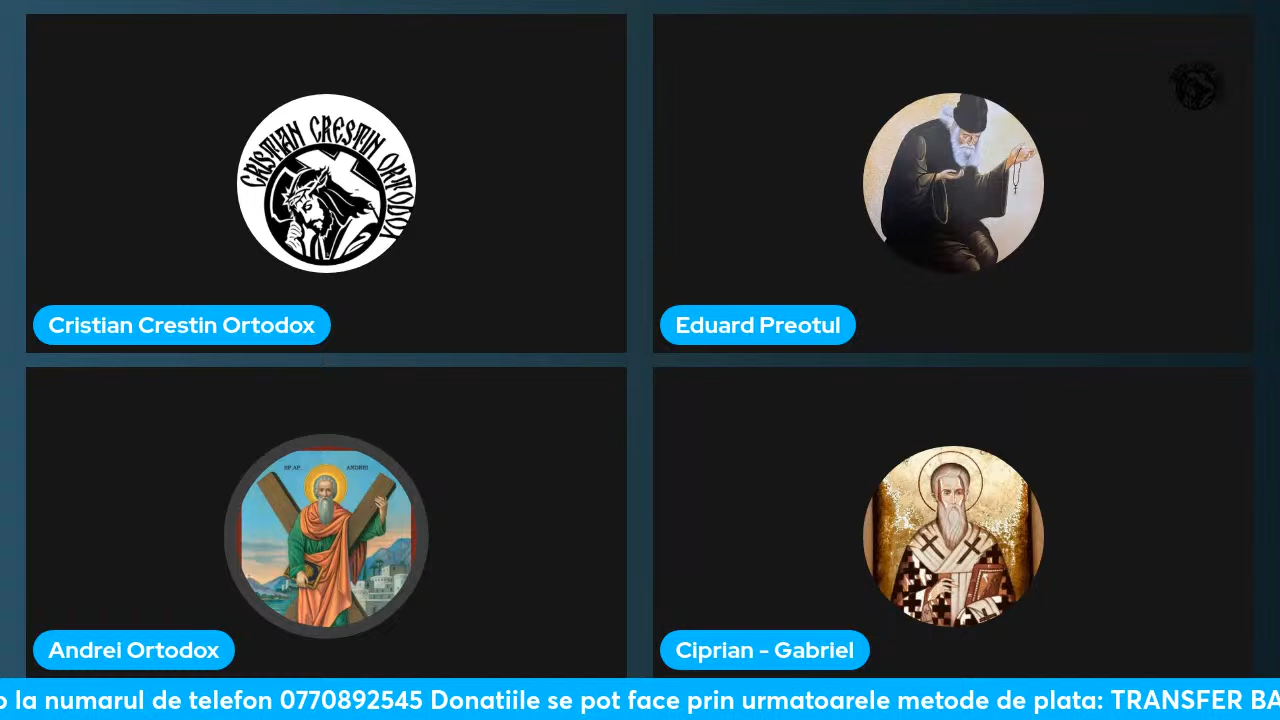 CRISTIAN CRESTIN ORTODOX
Cristian Crestin Ortodox
Eduard Preotul
SF. AP. ANDREI
Andrei Ortodox
Ciprian - Gabriel
la numarul de telefon 0770892545 Donatiile se pot face prin urmatoarele metode de plata: TRANSFER BA